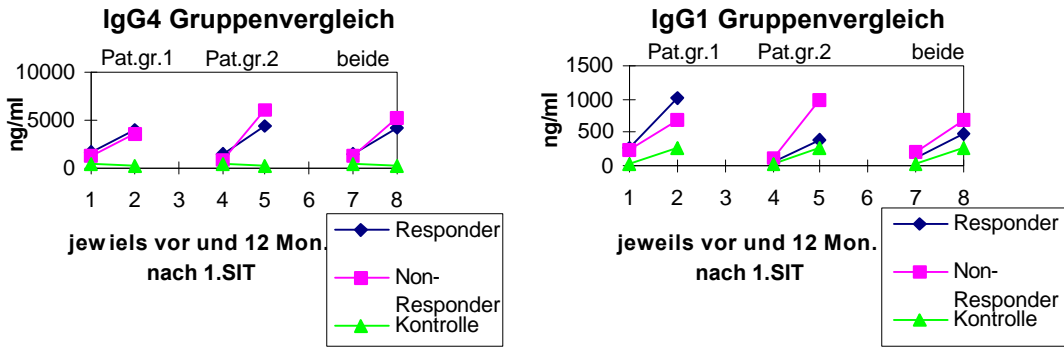 IgG4 Gruppenvergleich
Pat.gr.1 Pat.gr.2 beide
10000
5000
0
ng/ml
1 2 3 4 5 6 7 8
jewiels vor und 12 Mon.
nach 1.SIT
Responder
Non-
Responder
Kontrolle
IgG1 Gruppenvergleich
Pat.gr.1 Pat.gr.2 beide
1500
1000
500
0
ng/ml
1 2 3 4 5 6 7 8
jeweils vor und 12 Mon.
nach 1.SIT
Responder
Non-
Responder
Kontrolle